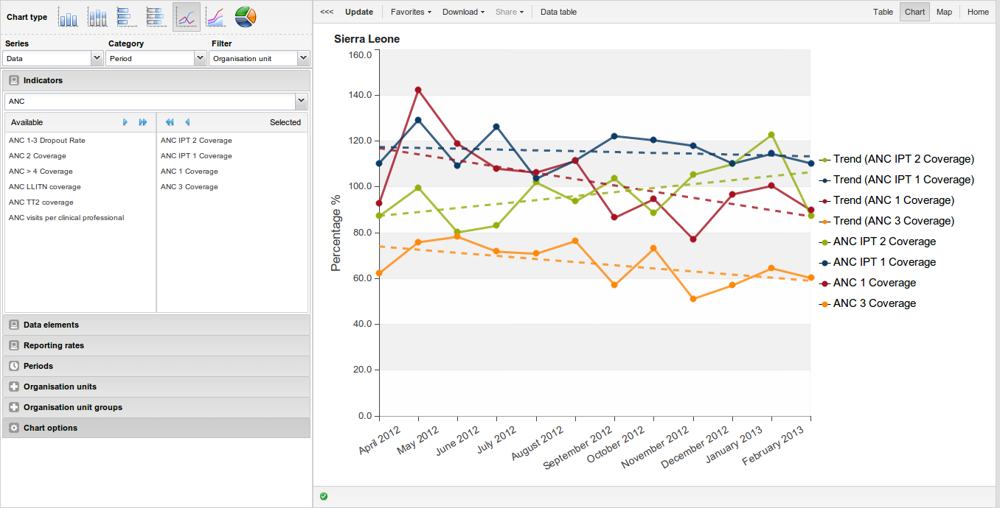 Chart type
Series
Category
Filter
Data
Period
Organisation unit
Indicators
ANC
Available
Selected
ANC 1-3 Dropout Rate
ANC 2 Coverage
ANC > 4 Coverage
ANC LLITN coverage
ANC TT2 coverage
ANC visits per clinical professional
ANC IPT 2 Coverage
ANC IPT 1 Coverage
ANC 1 Coverage
ANC 3 Coverage
Data elements
Reporting rates
Periods
Organisation units
Organisation unit groups
Chart options
<<< Update Favorites Download Share Data table Table Chart Map Home
Sierra Leone
Percentage %
160.0
140.0
120.0
100.0
80.0
60.0
40.0
20.0
0.0
April 2012
May 2012
June 2012
July 2012
August 2012
September 2012
October 2012
November 2012
December 2012
January 2013
February 2013
Trend (ANC IPT 2 Coverage)
Trend (ANC IPT 1 Coverage)
Trend (ANC 1 Coverage)
Trend (ANC 3 Coverage)
ANC IPT 2 Coverage
ANC IPT 1 Coverage
ANC 1 Coverage
ANC 3 Coverage